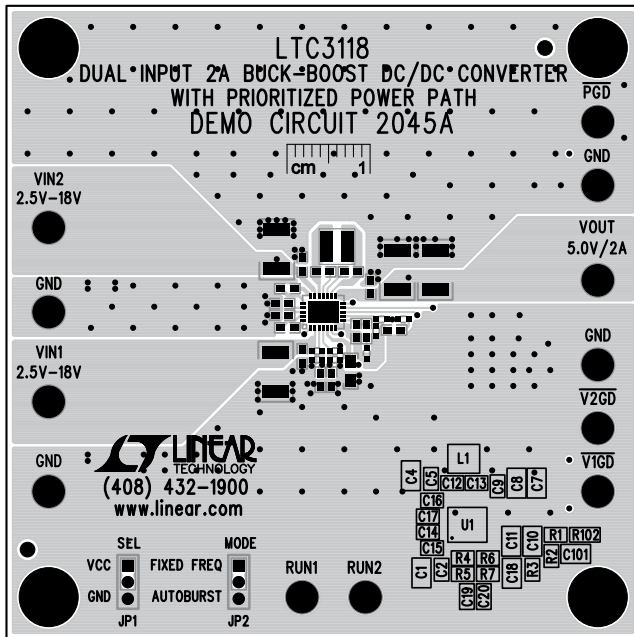 LTC3118
DUAL INPUT 2A BUCK-BOOST DC/DC CONVERTER
WITH PRIORITIZED POWER PATH
DEMO CIRCUIT 2045A
cm 1
PGD
GND
VIN2
2.5V-18V
VOUT
5.0V/2A
GND
GND
VIN1
2.5V-18V
V2GD
GND
V1GD
LINEAR
TECHNOLOGY
(408) 432-1900
www.linear.com
L1
C4
C5
C12
C13
C9
C8
C7
C16
C17
C14
C15
U1
C11
C10
R1
R102
R2
C101
C1
C2
R4
R6
R5
R7
C18
R3
C19
C20
SEL
VCC
GND
JP1
MODE
FIXED FREQ
AUTOBURST
JP2
RUN1
RUN2